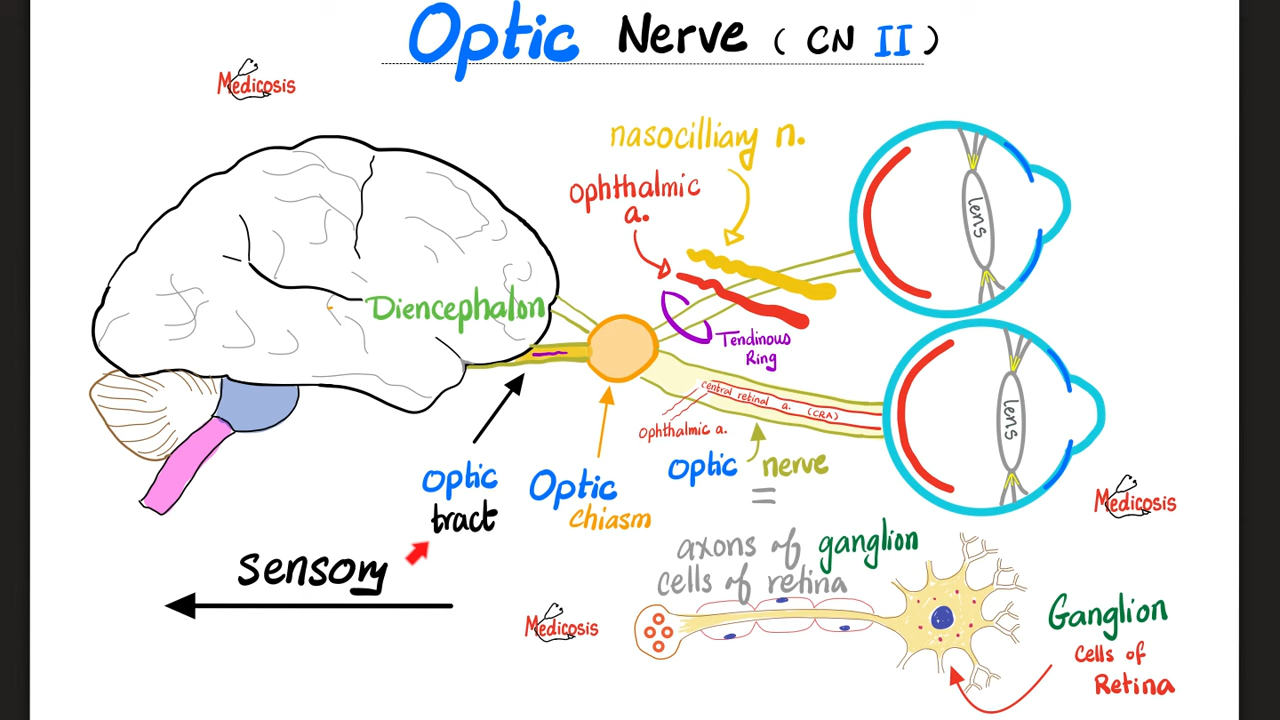 Optic Nerve ( CN II )
Medicosis
nasocilliary n.
Ophthalmic
a.
lens
Diencephalon
Tendinous
Ring
central retinal a. (CRA)
Ophthalmic a.
lens
Optic nerve
=
Optic
tract
Optic
chiasm
Medicosis
axons of ganglion
cells of retina
Sensory
Medicosis
Ganglion
Cells of
Retina